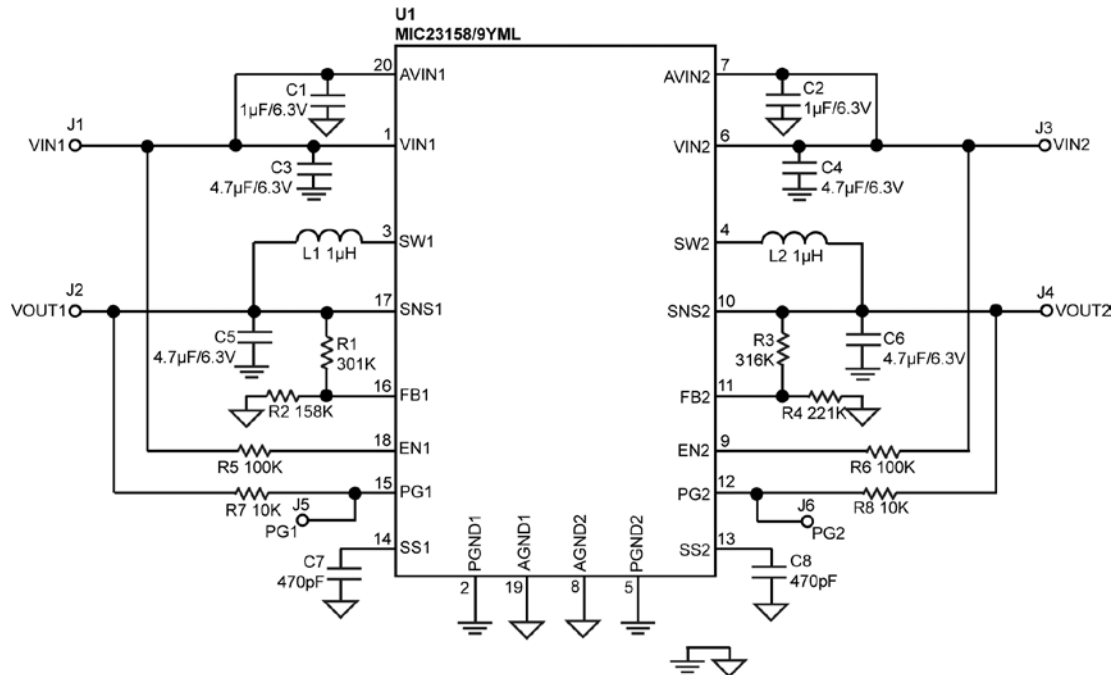 U1
MIC23158/9YML
20
AVIN1
AVIN2
7
C1
1µF/6.3V
C2
1µF/6.3V
J1
VIN1
1
VIN1
VIN2
6
J3
VIN2
C3
4.7µF/6.3V
C4
4.7µF/6.3V
3
SW1
SW2
4
L1 1µH
L2 1µH
J2
VOUT1
17
SNS1
SNS2
10
J4
VOUT2
C5
4.7µF/6.3V
R1
301K
R3
316K
C6
4.7µF/6.3V
16
FB1
FB2
11
R2 158K
R4 221K
18
EN1
EN2
9
R5 100K
R6 100K
15
PG1
PG2
12
R7 10K
R8 10K
J5
PG1
J6
PG2
14
SS1
SS2
13
C7
470pF
C8
470pF
PGND1
AGND1
AGND2
PGND2
2
19
8
5